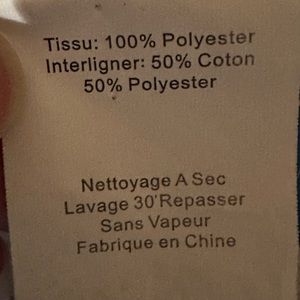 Tissu: 100% Polyester
Interligner: 50% Coton
50% Polyester
Nettoyage A Sec
Lavage 30'Repasser
Sans Vapeur
Fabrique en Chine